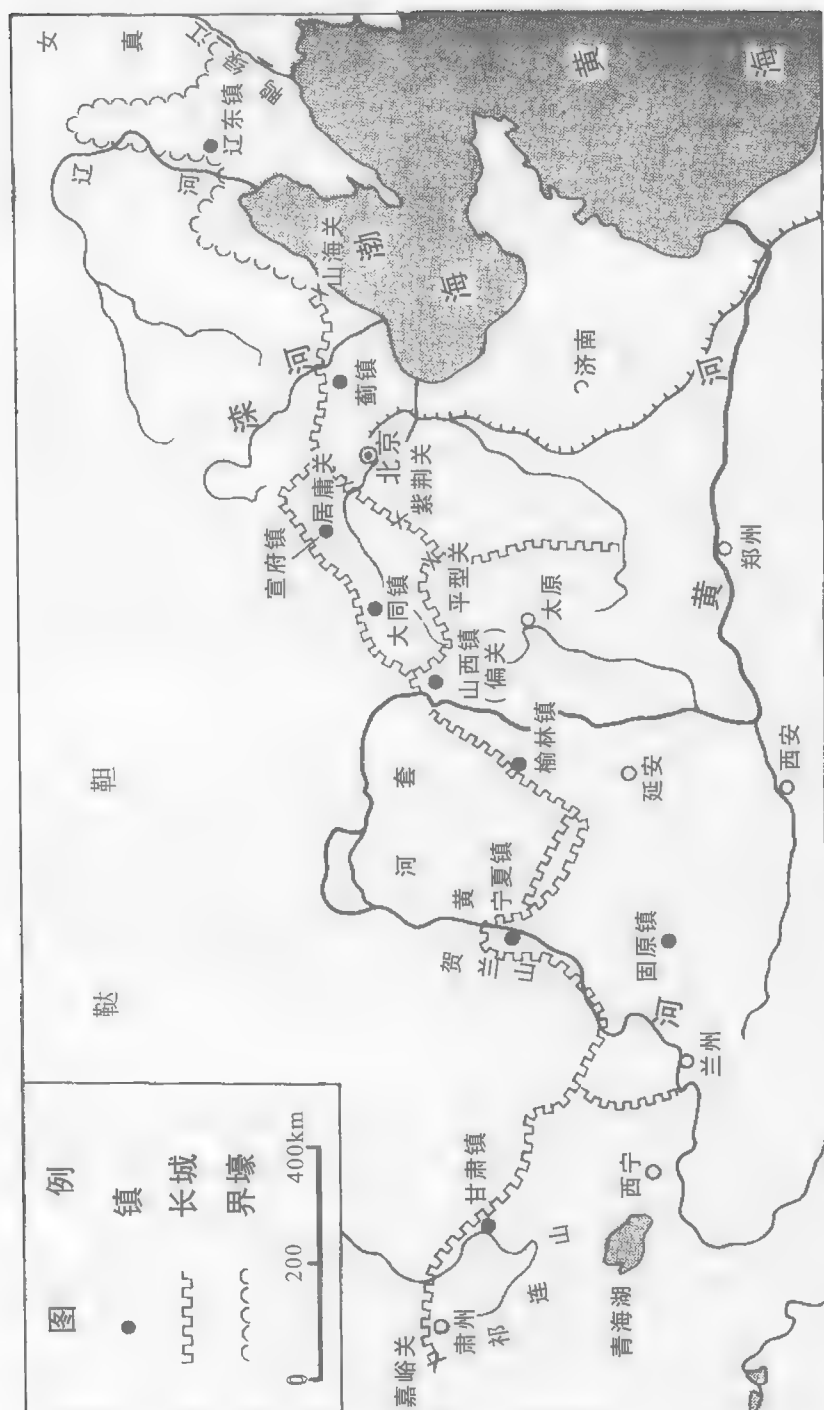 图 例
镇
长城
界壕
0 200 400km
鞑 靼
女 真
鸭 绿 江
辽 河
辽东镇
山海关
渤 海
黄 海
滦 河
蓟镇
北京
居庸关
紫荆关
宣府镇
大同镇
平型关
山西镇
(偏关)
太原
济南
河 套
黄
榆林镇
延安
宁夏镇
贺 兰 山
固原镇
河
兰州
西安
郑州
黄 河
甘肃镇
嘉峪关
肃州
祁 连 山
西宁
青海湖